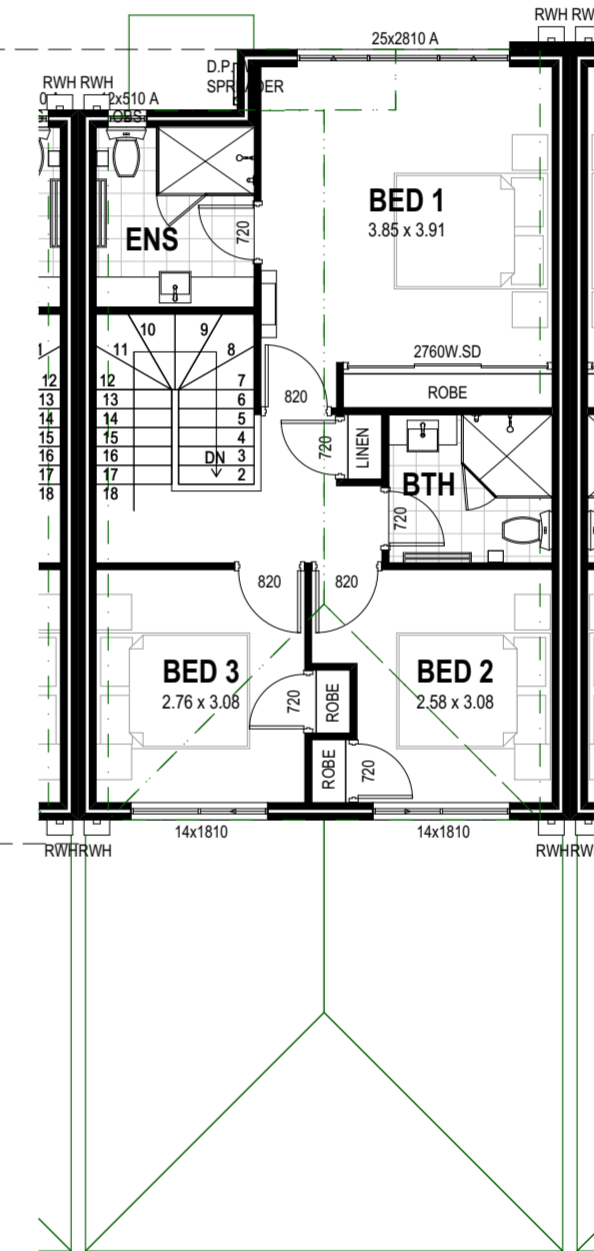 RWH RW
25x2810 A
D.P.
SPREADER
RWH RWH
12x510 A
OBS
BED 1
3.85 x 3.91
ENS
720
10
9
11
8
2760W.SD
ROBE
12
12
7
13
13
6
14
14
5
15
15
4
16
16
3
17
17
2
18
18
DN
820
720
LINEN
BTH
720
820
820
BED 3
2.76 x 3.08
720
ROBE
BED 2
2.58 x 3.08
ROBE
720
14x1810
14x1810
RWHRWH
RWHRW